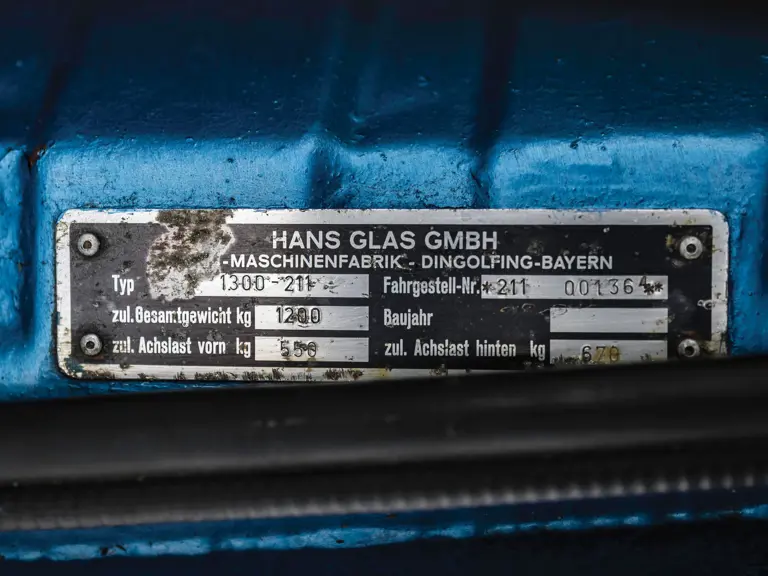 HANS GLAS GMBH
-MASCHINENFABRIK - DINGOLFING-BAYERN
Typ 1300-211 Fahrgestell-Nr. *211 001364**
zul. Gesamtgewicht kg 1200 Baujahr
zul. Achslast vorn kg 550 zul. Achslast hinten kg 670